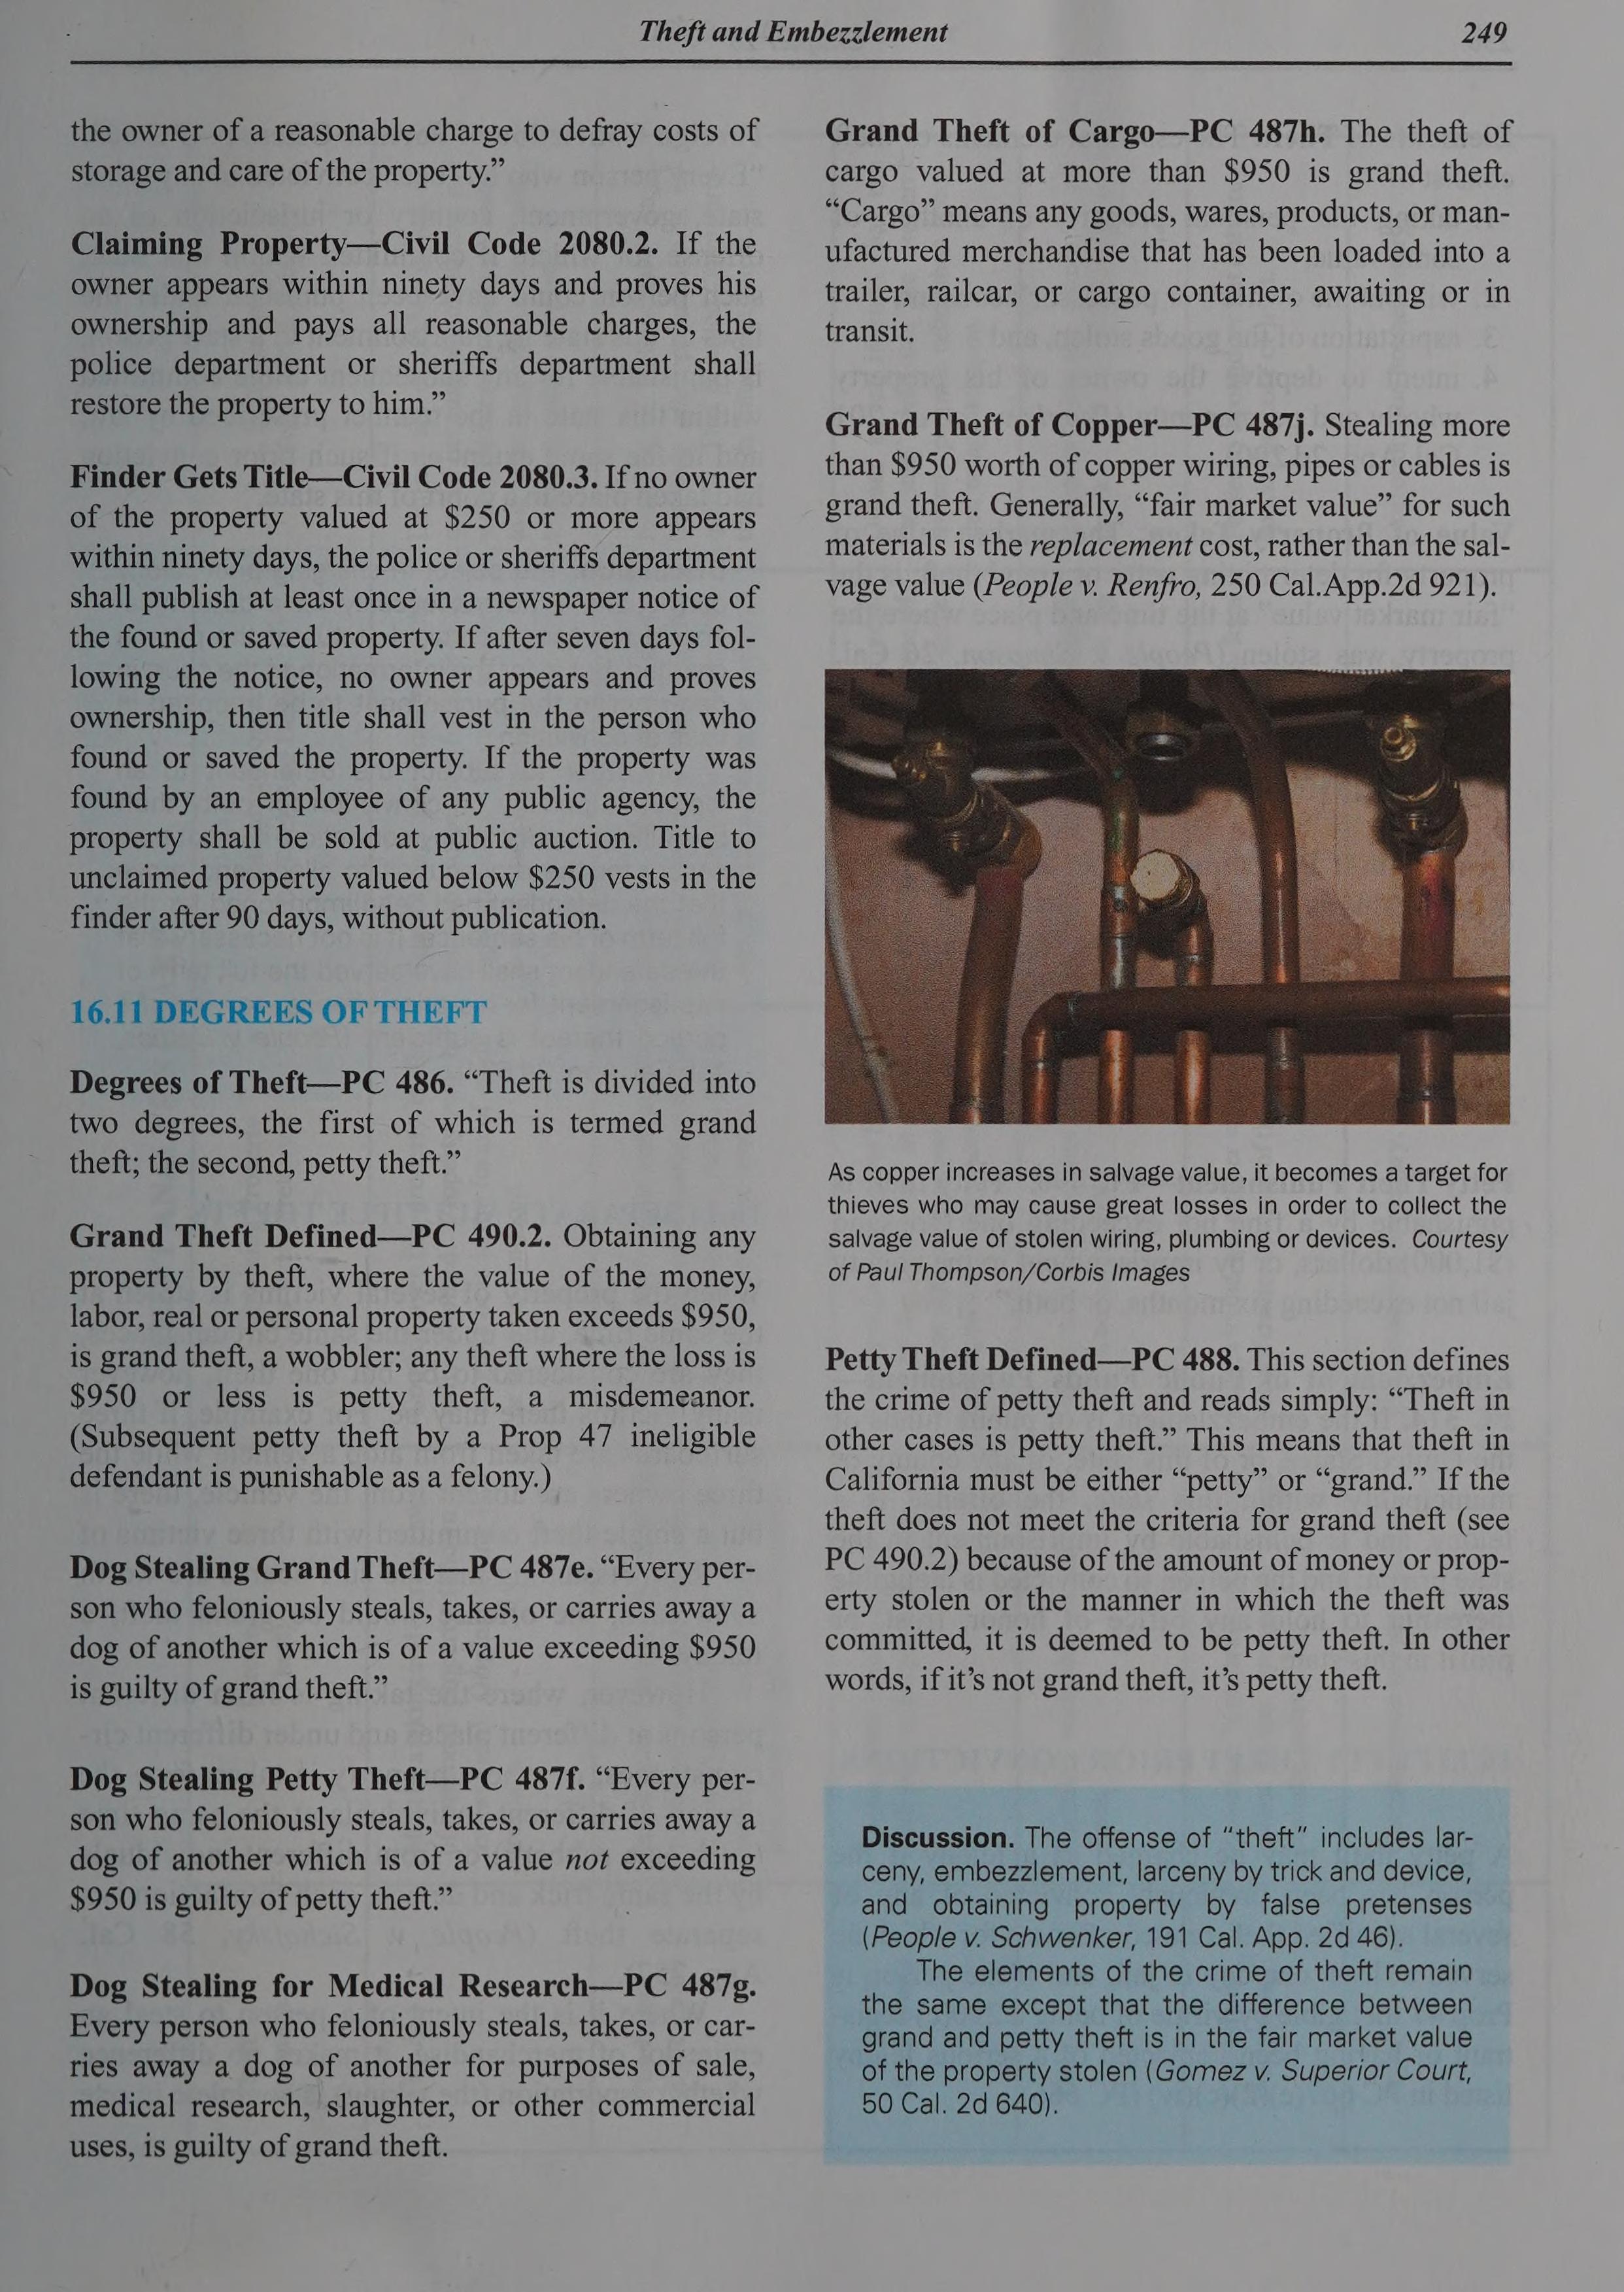 Theft and Embezzlement
249
the owner of a reasonable charge to defray costs of
storage and care of the property.”
Claiming Property—Civil Code 2080.2. If the
owner appears within ninety days and proves his
ownership and pays all reasonable charges, the
police department or sheriffs department shall
restore the property to him.”
Finder Gets Title—Civil Code 2080.3. If no owner
of the property valued at $250 or more appears
within ninety days, the police or sheriffs department
shall publish at least once in a newspaper notice of
the found or saved property. If after seven days fol-
lowing the notice, no owner appears and proves
ownership, then title shall vest in the person who
found or saved the property. If the property was
found by an employee of any public agency, the
property shall be sold at public auction. Title to
unclaimed property valued below $250 vests in the
finder after 90 days, without publication.
16.11 DEGREES OF THEFT
Degrees of Theft—PC 486. “Theft is divided into
two degrees, the first of which is termed grand
theft; the second, petty theft.”
Grand Theft Defined—PC 490.2. Obtaining any
property by theft, where the value of the money,
labor, real or personal property taken exceeds $950,
is grand theft, a wobbler; any theft where the loss is
$950 or less is petty theft, a misdemeanor.
(Subsequent petty theft by a Prop 47 ineligible
defendant is punishable as a felony.)
Dog Stealing Grand Theft—PC 487e. “Every per-
son who feloniously steals, takes, or carries away a
dog of another which is of a value exceeding $950
is guilty of grand theft.”
Dog Stealing Petty Theft—PC 487f. “Every per-
son who feloniously steals, takes, or carries away a
dog of another which is of a value not exceeding
$950 is guilty of petty theft.”
Dog Stealing for Medical Research—PC 487g.
Every person who feloniously steals, takes, or car-
ries away a dog of another for purposes of sale,
medical research, slaughter, or other commercial
uses, is guilty of grand theft.
Grand Theft of Cargo—PC 487h. The theft of
cargo valued at more than $950 is grand theft.
“Cargo” means any goods, wares, products, or man-
ufactured merchandise that has been loaded into a
trailer, railcar, or cargo container, awaiting or in
transit.
Grand Theft of Copper—PC 487j. Stealing more
than $950 worth of copper wiring, pipes or cables is
grand theft. Generally, “fair market value” for such
materials is the replacement cost, rather than the sal-
vage value (People v. Renfro, 250 Cal.App.2d 921).
As copper increases in salvage value, it becomes a target for
thieves who may cause great losses in order to collect the
salvage value of stolen wiring, plumbing or devices. Courtesy
of Paul Thompson/Corbis Images
Petty Theft Defined—PC 488. This section defines
the crime of petty theft and reads simply: “Theft in
other cases is petty theft.” This means that theft in
California must be either “petty” or “grand.” If the
theft does not meet the criteria for grand theft (see
PC 490.2) because of the amount of money or prop-
erty stolen or the manner in which the theft was
committed, it is deemed to be petty theft. In other
words, if it’s not grand theft, it’s petty theft.
Discussion. The offense of “theft” includes lar-
ceny, embezzlement, larceny by trick and device,
and obtaining property by false pretenses
(People v. Schwenker, 191 Cal. App. 2d 46).
The elements of the crime of theft remain
the same except that the difference between
grand and petty theft is in the fair market value
of the property stolen (Gomez v. Superior Court,
50 Cal. 2d 640).